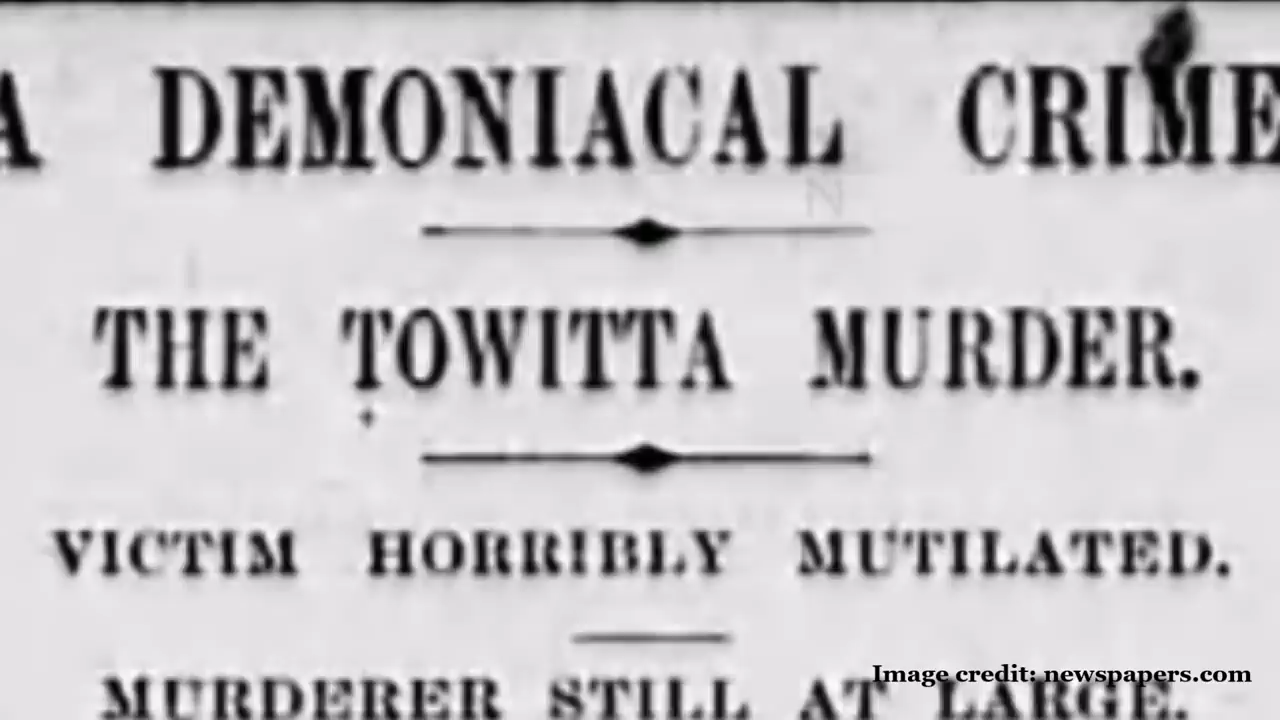 A DEMONIACAL CRIME
THE TOWITTA MURDER.
VICTIM HORRIBLY MUTILATED.
MURDERER STILL AT LARGE.
Image credit: newspapers.com